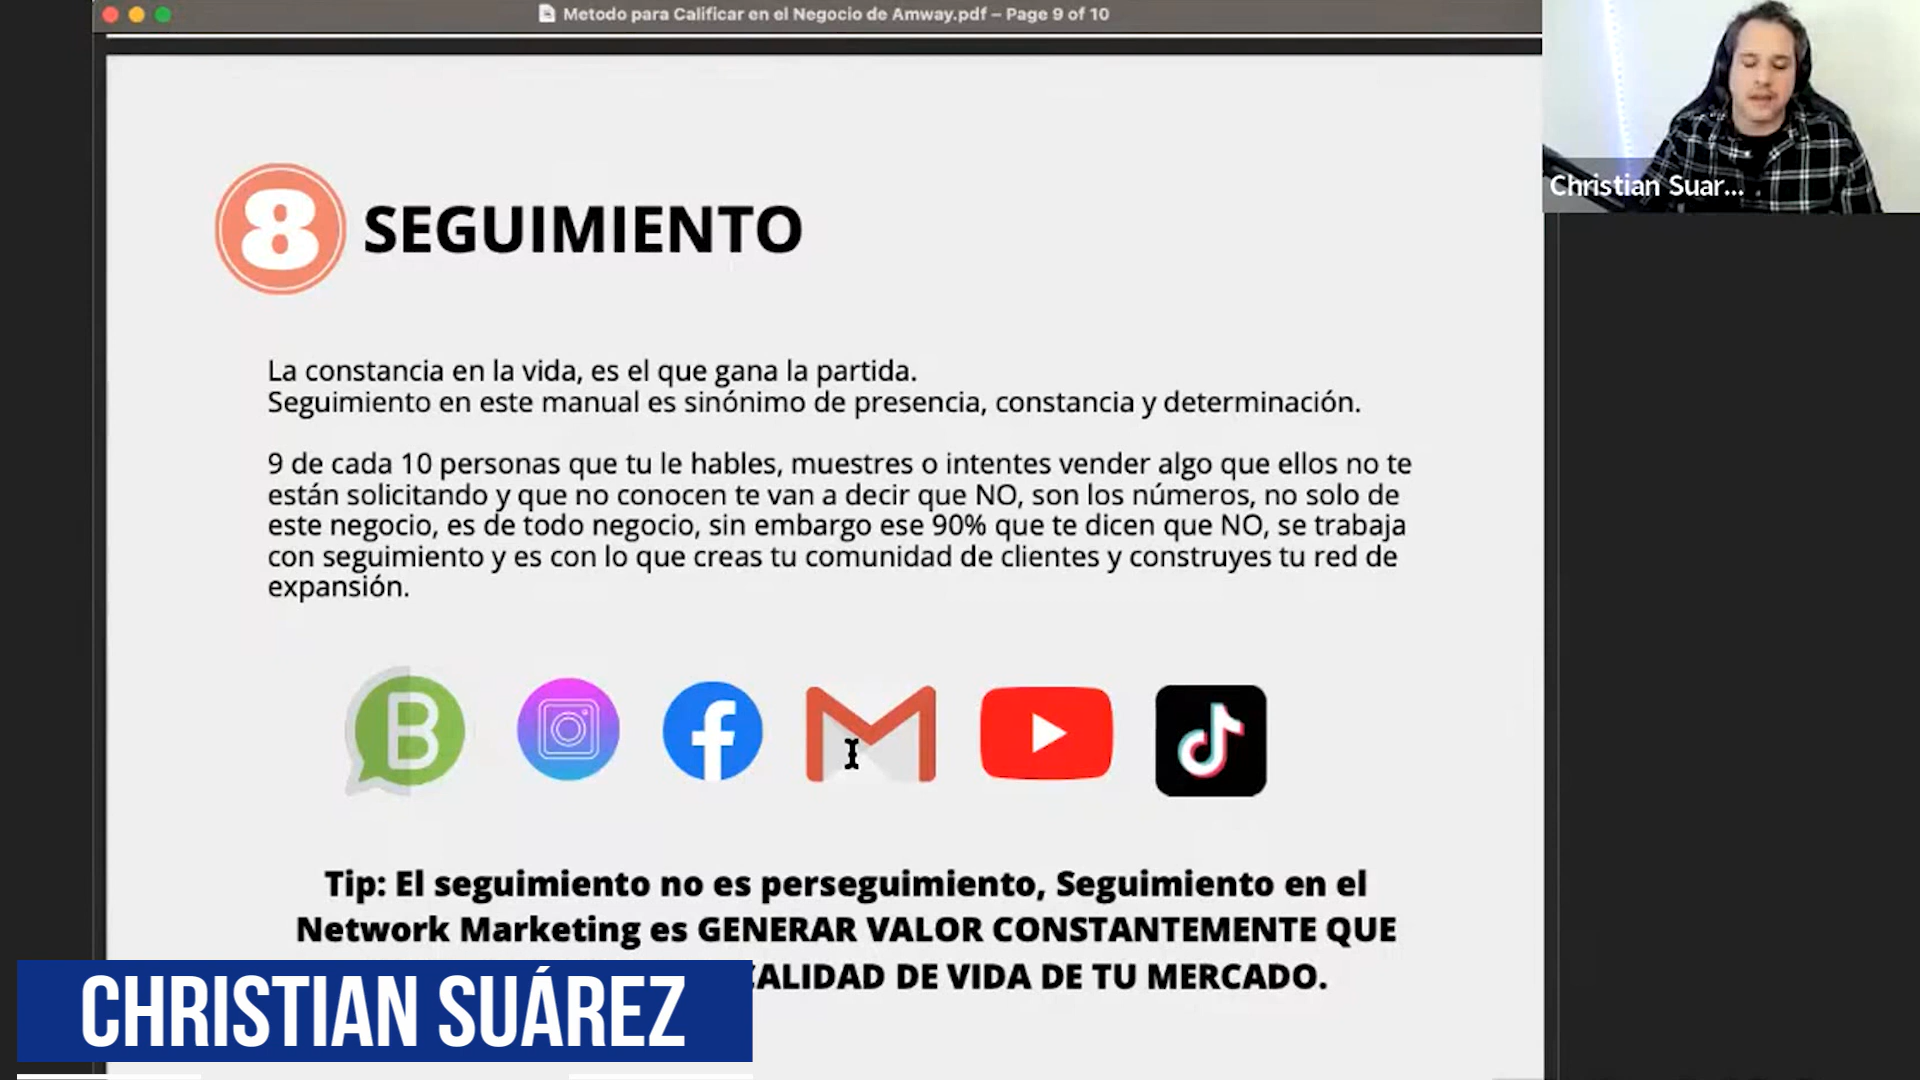 Metodo para Calificar en el Negocio de Amway.pdf – Page 9 of 10
Christian Suar...
8 SEGUIMIENTO
La constancia en la vida, es el que gana la partida.
Seguimiento en este manual es sinónimo de presencia, constancia y determinación.
9 de cada 10 personas que tu le hables, muestres o intentes vender algo que ellos no te
están solicitando y que no conocen te van a decir que NO, son los números, no solo de
este negocio, es de todo negocio, sin embargo ese 90% que te dicen que NO, se trabaja
con seguimiento y es con lo que creas tu comunidad de clientes y construyes tu red de
expansión.
B
Tip: El seguimiento no es perseguimiento, Seguimiento en el
Network Marketing es GENERAR VALOR CONSTANTEMENTE QUE
CALIDAD DE VIDA DE TU MERCADO.
CHRISTIAN SUÁREZ